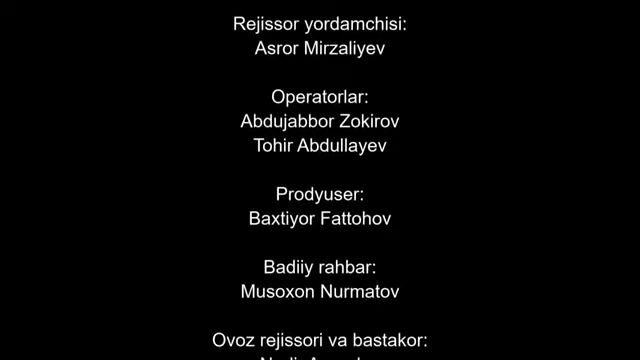 Rejissor yordamchisi:
Asror Mirzaliyev
Operatorlar:
Abdujabbor Zokirov
Tohir Abdullayev
Prodyuser:
Baxtiyor Fattohov
Badiiy rahbar:
Musoxon Nurmatov
Ovoz rejissori va bastakor: